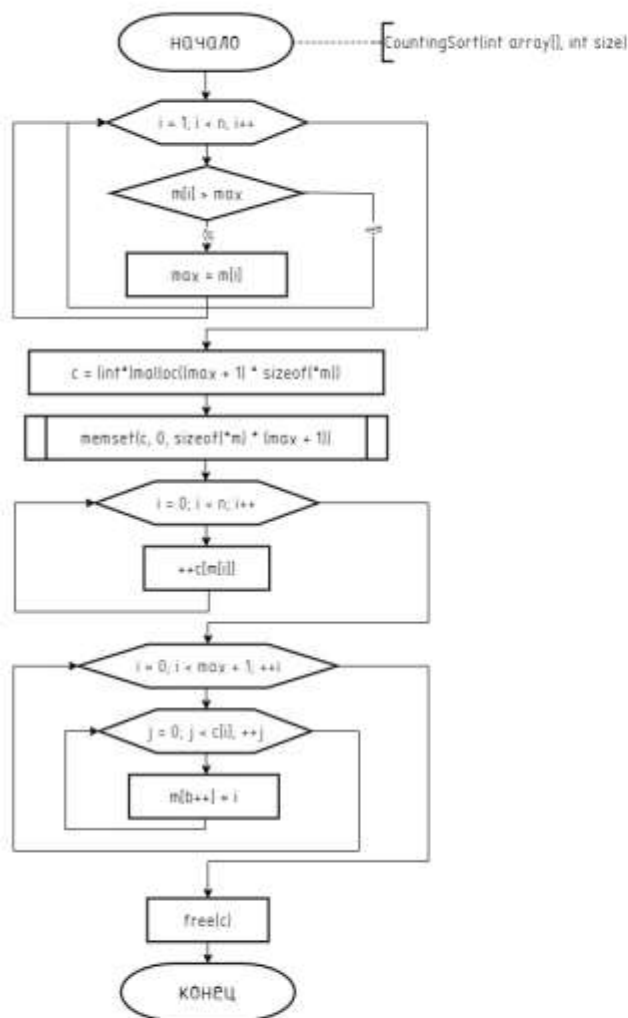 начало
CountingSort(int array[], int size)
i = 1; i < n; i++
m[i] > max
max = m[i]
c = (int*)malloc((max + 1) * sizeof(*m))
memset(c, 0, sizeof(*m) * (max + 1))
i = 0; i < n; i++
++c[m[i]]
i = 0; i < max + 1; ++i
j = 0; j < c[i]; ++j
m[b++] = i
free(c)
конец